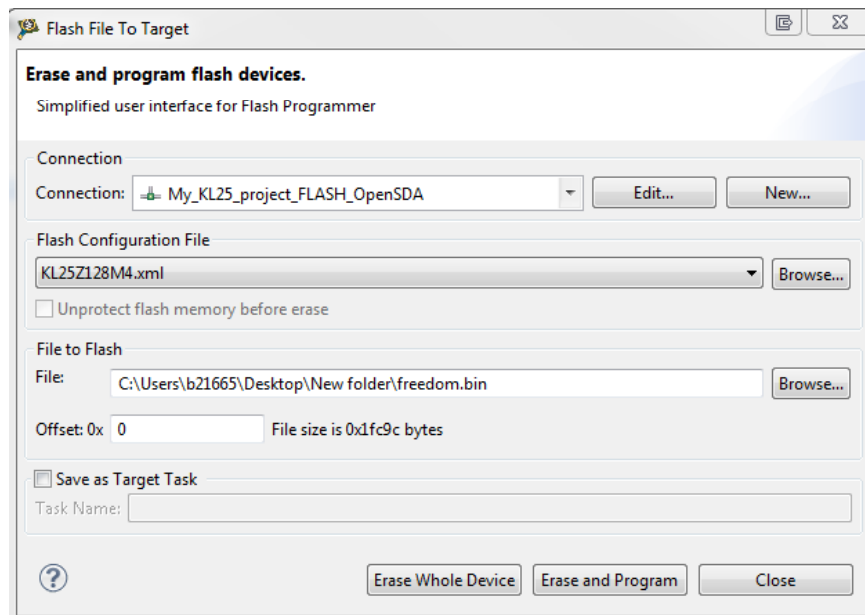 Flash File To Target
Erase and program flash devices.
Simplified user interface for Flash Programmer
Connection
Connection: My_KL25_project_FLASH_OpenSDA Edit... New...
Flash Configuration File
KL25Z128M4.xml Browse...
Unprotect flash memory before erase
File to Flash
File: C:\Users\b21665\Desktop\New folder\freedom.bin Browse...
Offset: 0x 0 File size is 0x1fc9c bytes
Save as Target Task
Task Name:
? Erase Whole Device Erase and Program Close